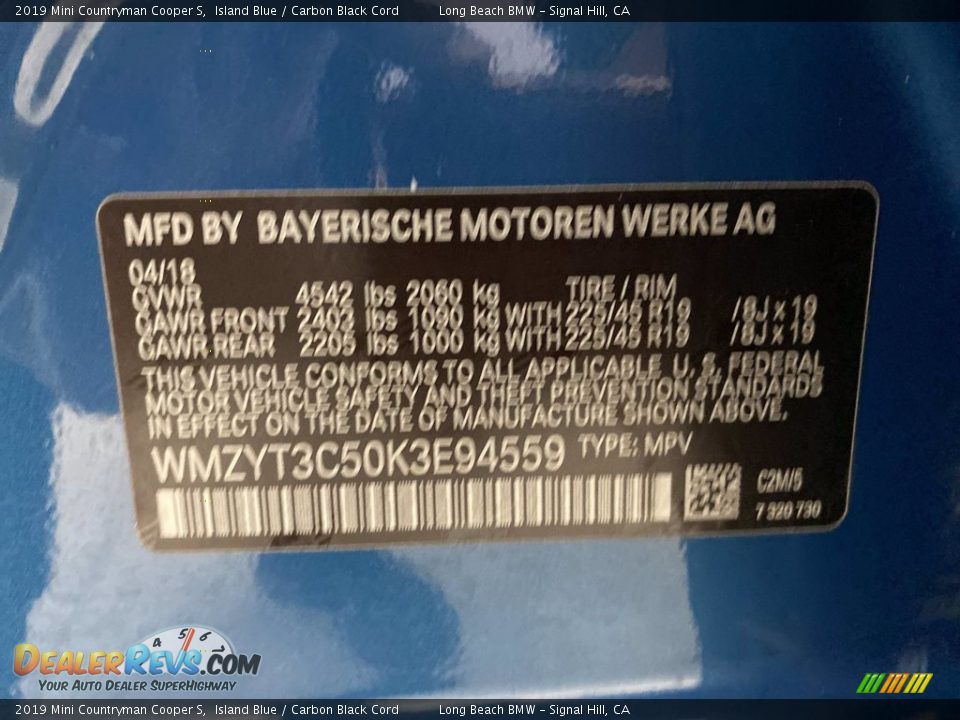 2019 Mini Countryman Cooper S, Island Blue / Carbon Black Cord Long Beach BMW - Signal Hill, CA
MFD BY BAYERISCHE MOTOREN WERKE AG
04/18
GVWR 4542 lbs 2060 kg TIRE / RIM
GAWR FRONT 2403 lbs 1090 kg WITH 225/45 R19 /8J x 19
GAWR REAR 2205 lbs 1000 kg WITH 225/45 R19 /8J x 19
THIS VEHICLE CONFORMS TO ALL APPLICABLE U. S. FEDERAL
MOTOR VEHICLE SAFETY AND THEFT PREVENTION STANDARDS
IN EFFECT ON THE DATE OF MANUFACTURE SHOWN ABOVE.
WMZYT3C50K3E94559 TYPE: MPV
C2M/5
7 320 730
4 5 6
DEALERREVS.COM
YOUR AUTO DEALER SUPERHIGHWAY
2019 Mini Countryman Cooper S, Island Blue / Carbon Black Cord Long Beach BMW - Signal Hill, CA